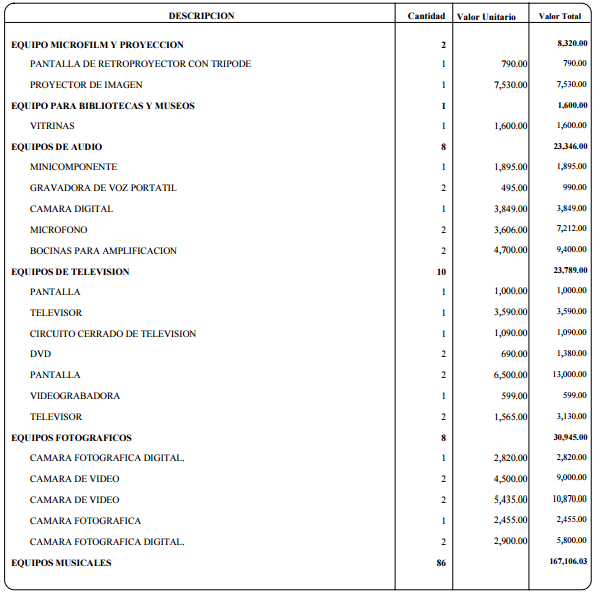 DESCRIPCION Cantidad Valor Unitario Valor Total
EQUIPO MICROFILM Y PROYECCION 2 8,320.00
PANTALLA DE RETROPROYECTOR CON TRIPODE 1 790.00 790.00
PROYECTOR DE IMAGEN 1 7,530.00 7,530.00
EQUIPO PARA BIBLIOTECAS Y MUSEOS 1 1,600.00
VITRINAS 1 1,600.00 1,600.00
EQUIPOS DE AUDIO 8 23,346.00
MINICOMPONENTE 1 1,895.00 1,895.00
GRAVADORA DE VOZ PORTATIL 2 495.00 990.00
CAMARA DIGITAL 1 3,849.00 3,849.00
MICROFONO 2 3,606.00 7,212.00
BOCINAS PARA AMPLIFICACION 2 4,700.00 9,400.00
EQUIPOS DE TELEVISION 10 23,789.00
PANTALLA 1 1,000.00 1,000.00
TELEVISOR 1 3,590.00 3,590.00
CIRCUITO CERRADO DE TELEVISION 1 1,090.00 1,090.00
DVD 2 690.00 1,380.00
PANTALLA 2 6,500.00 13,000.00
VIDEOGRABADORA 1 599.00 599.00
TELEVISOR 2 1,565.00 3,130.00
EQUIPOS FOTOGRAFICOS 8 30,945.00
CAMARA FOTOGRAFICA DIGITAL. 1 2,820.00 2,820.00
CAMARA DE VIDEO 2 4,500.00 9,000.00
CAMARA DE VIDEO 2 5,435.00 10,870.00
CAMARA FOTOGRAFICA 1 2,455.00 2,455.00
CAMARA FOTOGRAFICA DIGITAL. 2 2,900.00 5,800.00
EQUIPOS MUSICALES 86 167,106.03